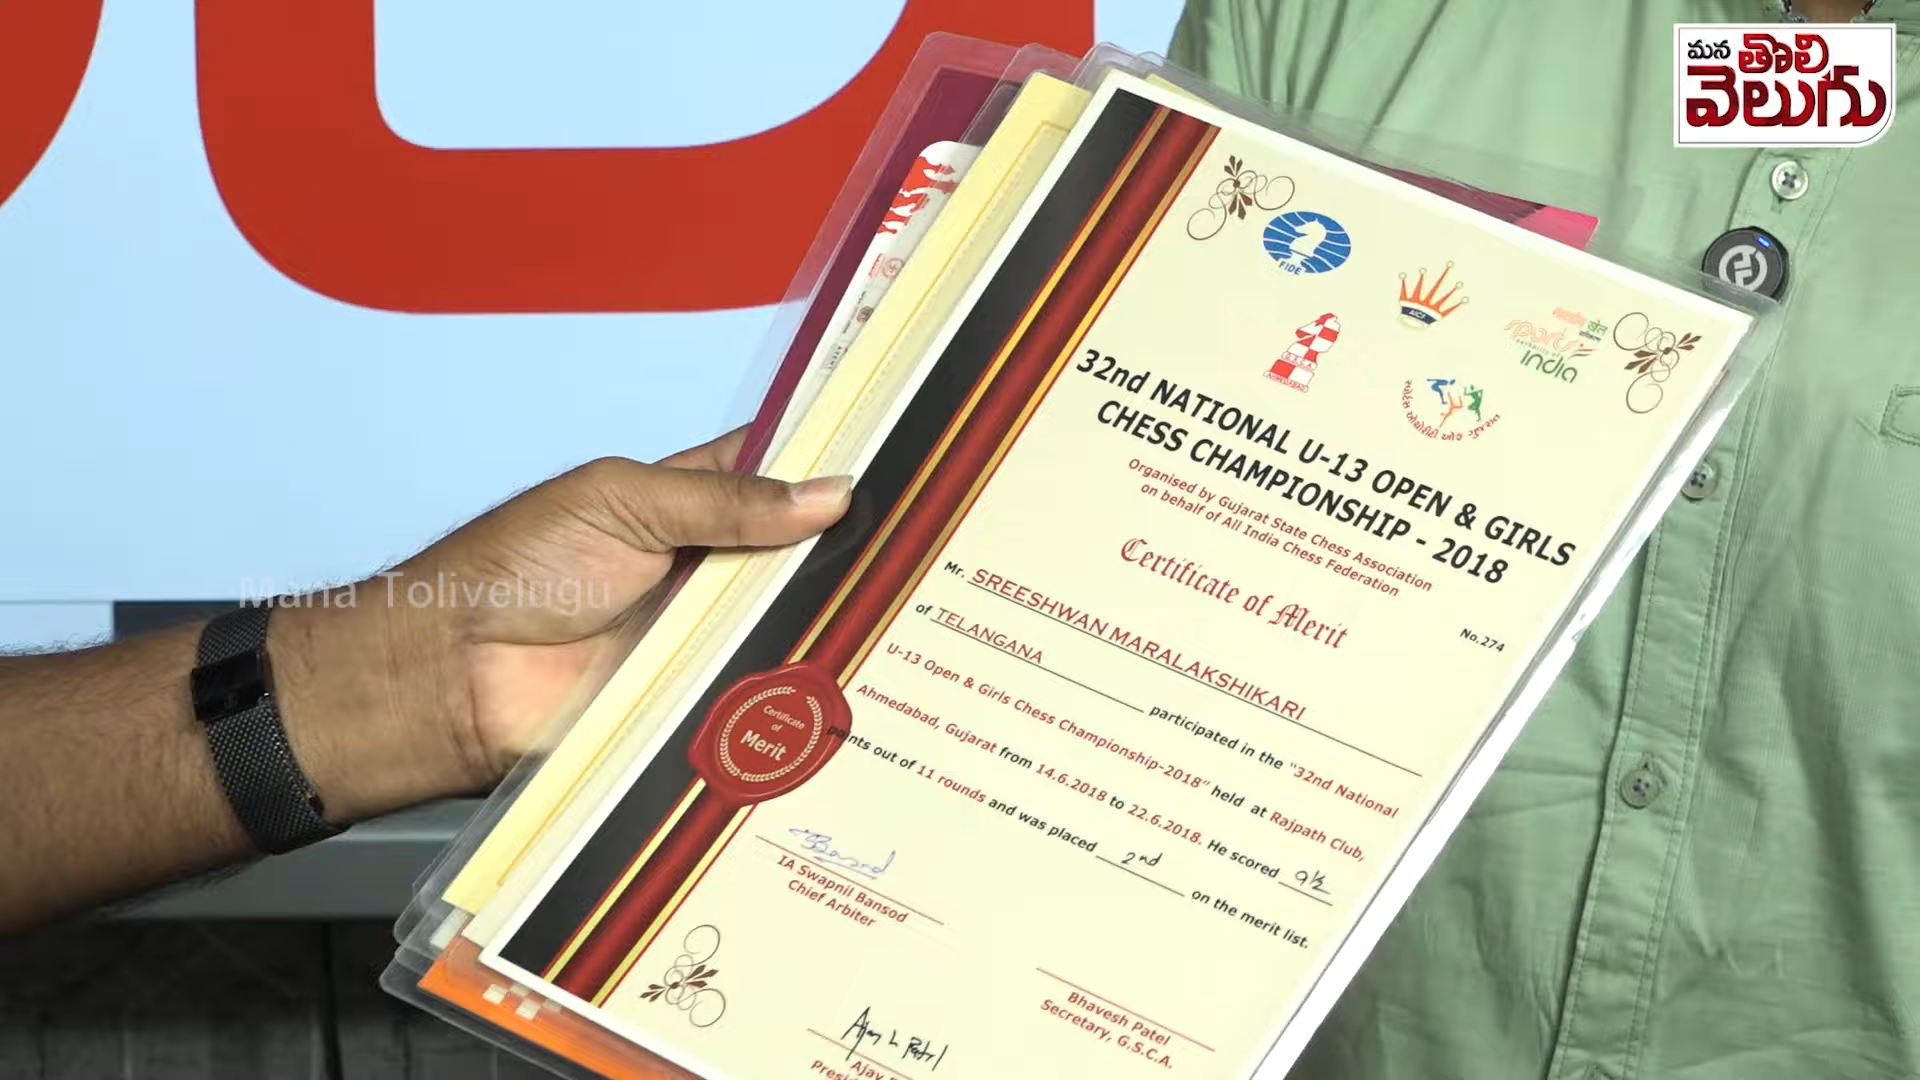 మన తొలి
వెలుగు
FIDE
AICF
G.S.C.A.
AHMEDABAD
India
32nd NATIONAL U-13 OPEN & GIRLS
CHESS CHAMPIONSHIP - 2018
Organised by Gujarat State Chess Association
on behalf of All India Chess Federation
Certificate of Merit
No.274
Mr. SREESHWAN MARALAKSHIKARI
of TELANGANA participated in the "32nd National
U-13 Open & Girls Chess Championship-2018" held at Rajpath Club,
Ahmedabad, Gujarat from 14.6.2018 to 22.6.2018. He scored 9½
points out of 11 rounds and was placed 2nd on the merit list.
Certificate
of
Merit
IA Swapnil Bansod
Chief Arbiter
Bhavesh Patel
Secretary, G.S.C.A.
Ajay
Mana Tolivelugu